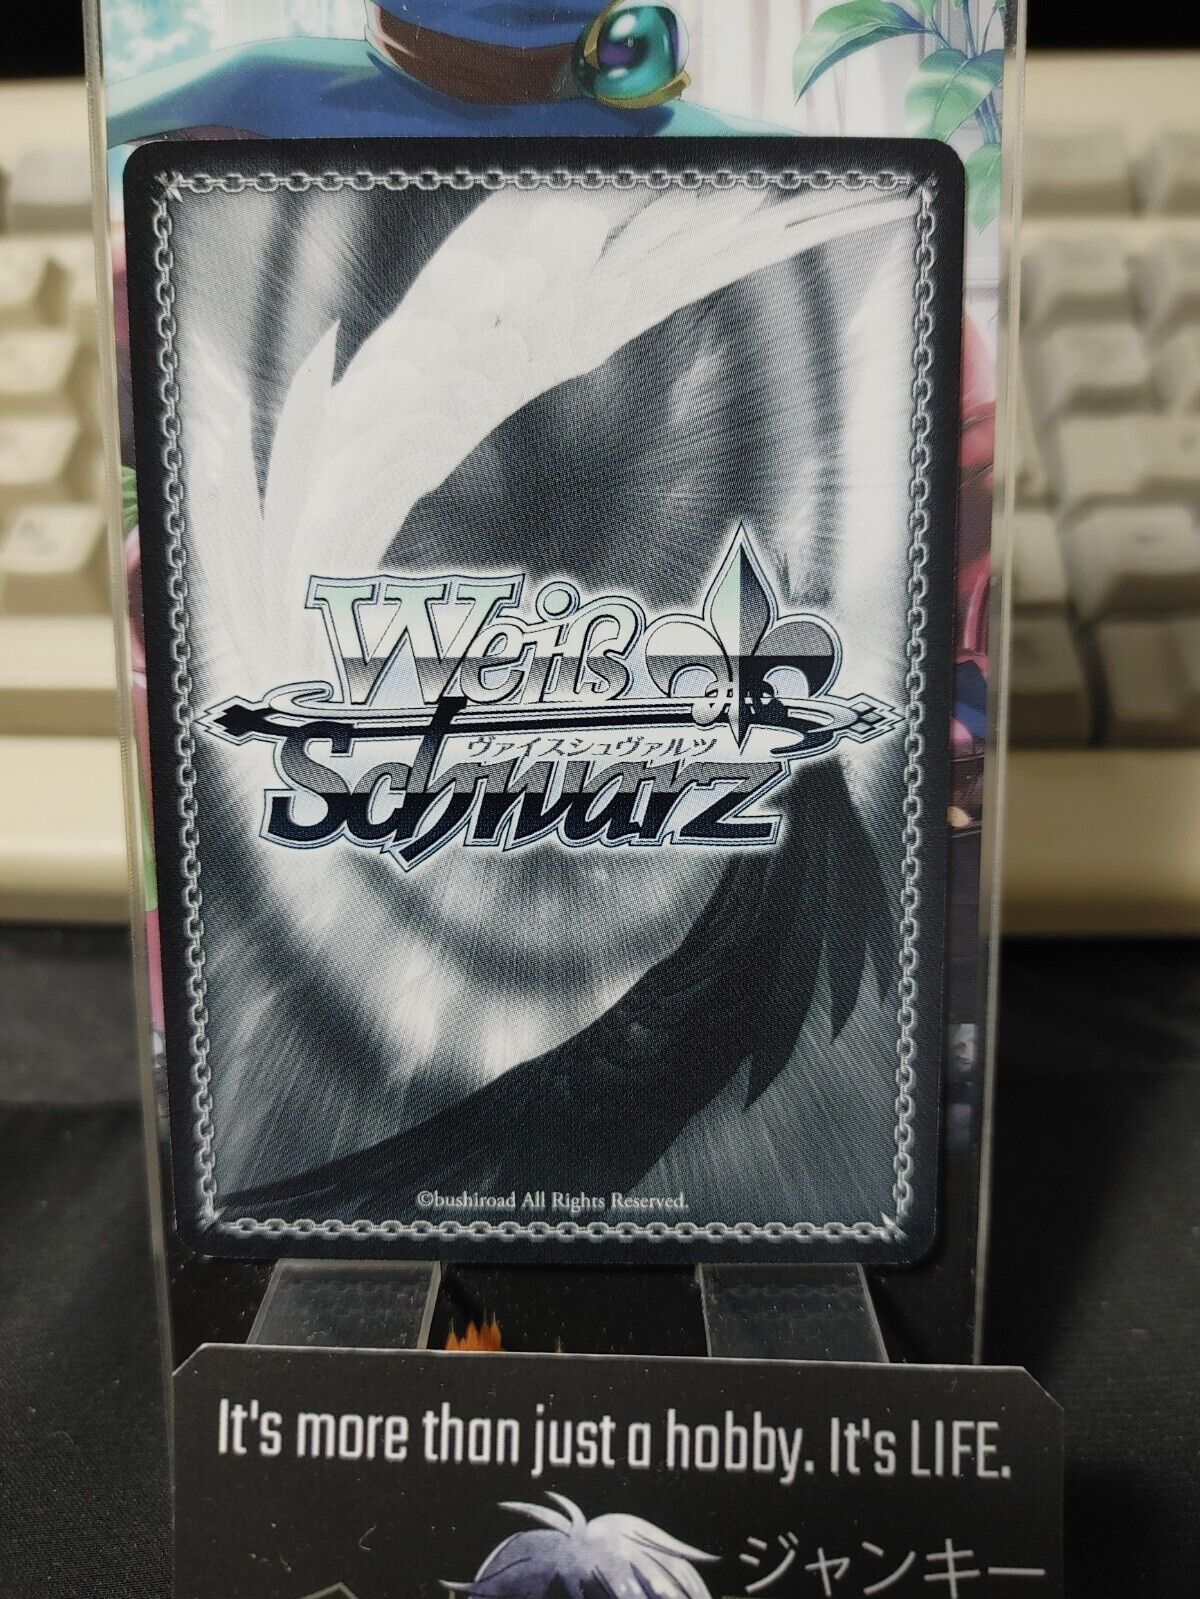 Weiß
ヴァイスシュヴァルツ
Schwarz
©bushiroad All Rights Reserved.
It's more than just a hobby. It's LIFE.
ジャンキー